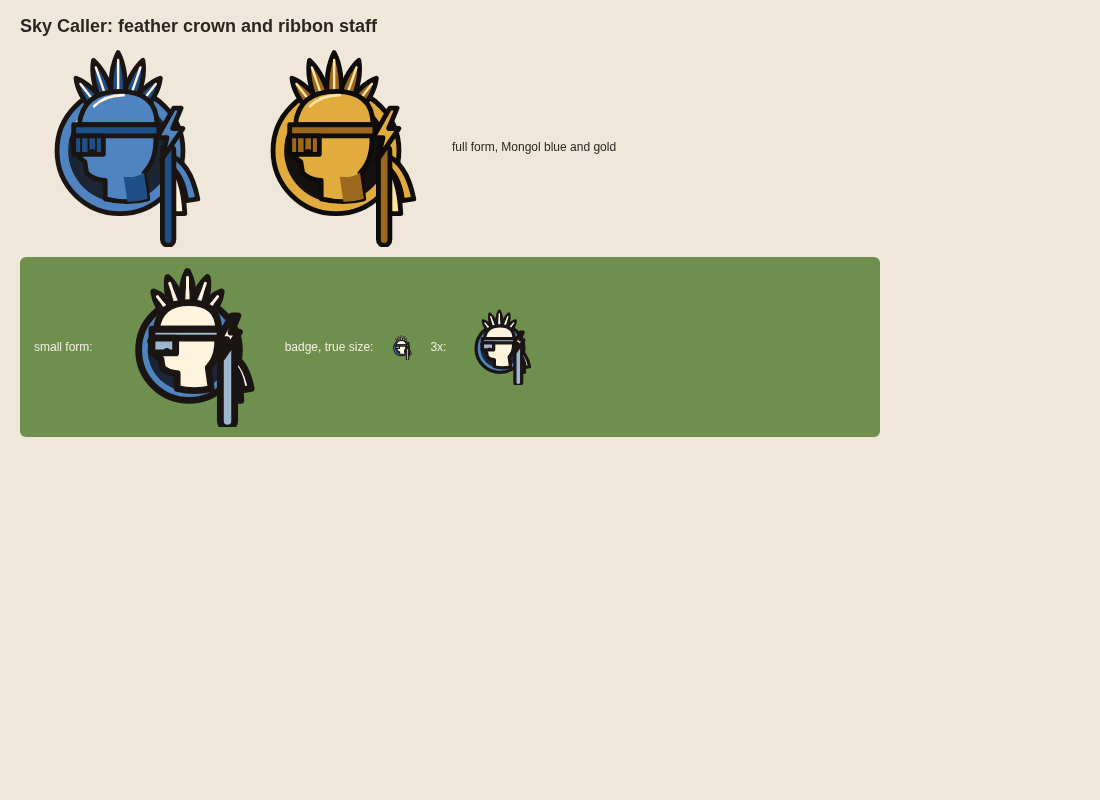 Sky Caller: feather crown and ribbon staff
full form, Mongol blue and gold
small form:
badge, true size:
3x: